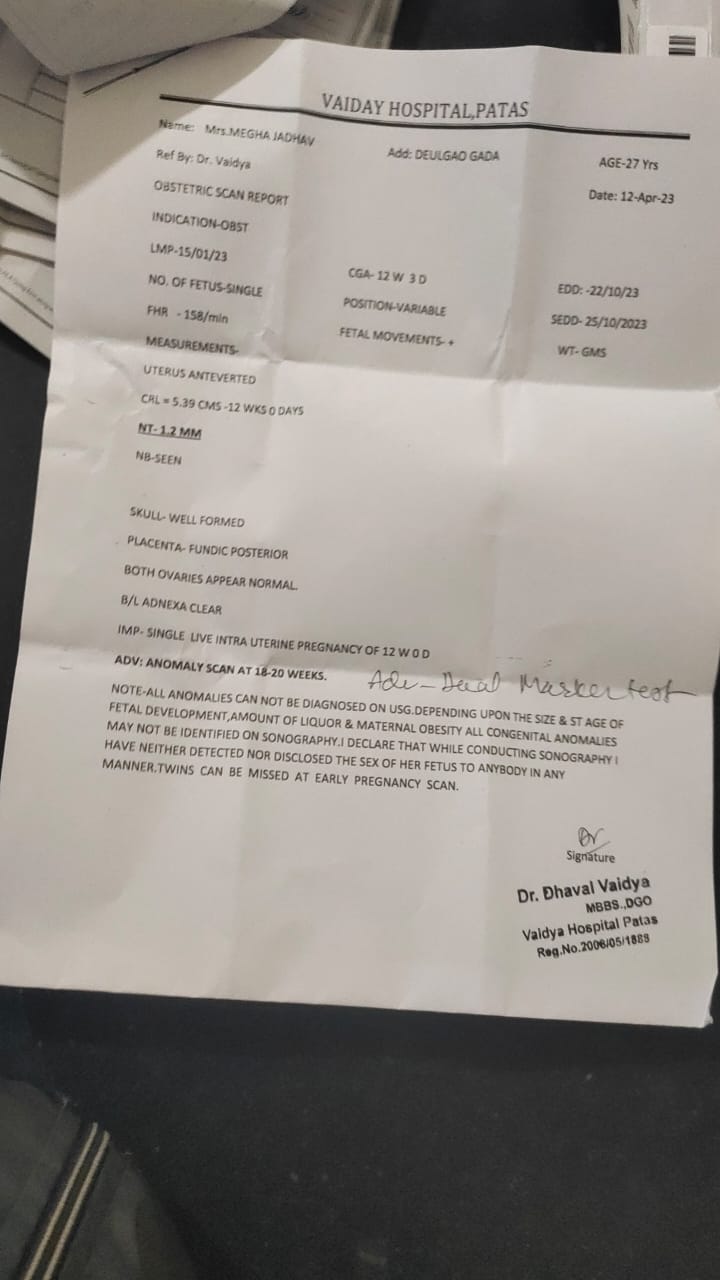 VAIDAY HOSPITAL,PATAS
Name: Mrs.MEGHA JADHAV Add: DEULGAO GADA AGE-27 Yrs
Ref By: Dr. Vaidya Date: 12-Apr-23
OBSTETRIC SCAN REPORT
INDICATION-OBST
LMP-15/01/23 CGA- 12 W 3 D EDD: -22/10/23
NO. OF FETUS-SINGLE POSITION-VARIABLE SEDD- 25/10/2023
FHR - 158/min FETAL MOVEMENTS- + WT- GMS
MEASUREMENTS-
UTERUS ANTEVERTED
CRL = 5.39 CMS -12 WKS 0 DAYS
NT- 1.2 MM
NB-SEEN
SKULL- WELL FORMED
PLACENTA- FUNDIC POSTERIOR
BOTH OVARIES APPEAR NORMAL.
B/L ADNEXA CLEAR
IMP- SINGLE LIVE INTRA UTERINE PREGNANCY OF 12 W 0 D
ADV: ANOMALY SCAN AT 18-20 WEEKS. Adv - Dual Marker test
NOTE-ALL ANOMALIES CAN NOT BE DIAGNOSED ON USG.DEPENDING UPON THE SIZE & ST AGE OF
FETAL DEVELOPMENT,AMOUNT OF LIQUOR & MATERNAL OBESITY ALL CONGENITAL ANOMALIES
MAY NOT BE IDENTIFIED ON SONOGRAPHY.I DECLARE THAT WHILE CONDUCTING SONOGRAPHY I
HAVE NEITHER DETECTED NOR DISCLOSED THE SEX OF HER FETUS TO ANYBODY IN ANY
MANNER.TWINS CAN BE MISSED AT EARLY PREGNANCY SCAN.
Signature
Dr. Dhaval Vaidya
MBBS.,DGO
Vaidya Hospital Patas
Reg.No.2006/05/1889